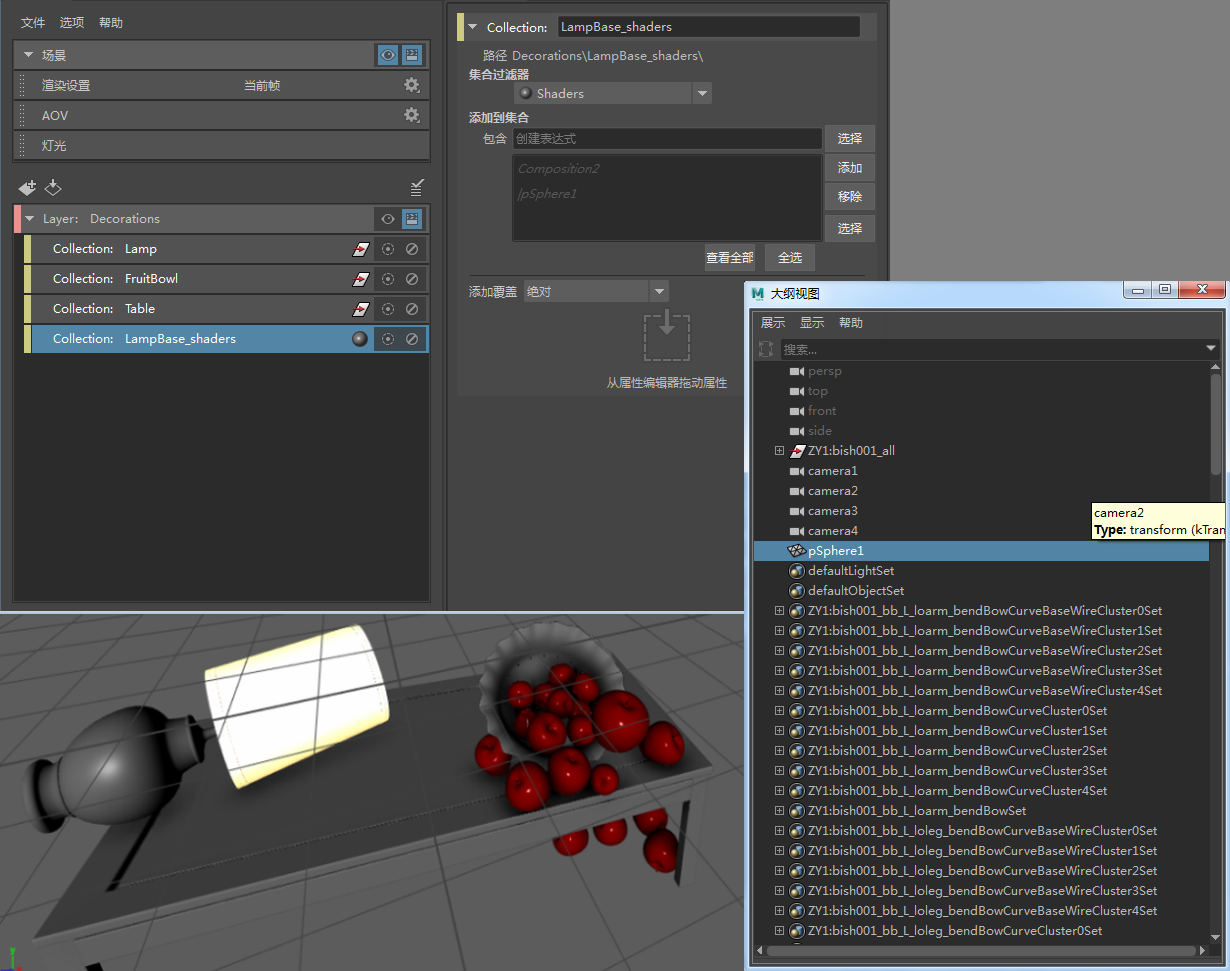 文件 选项 帮助
场景
渲染设置 当前帧
AOV
灯光
Layer: Decorations
Collection: Lamp
Collection: FruitBowl
Collection: Table
Collection: LampBase_shaders
Collection: LampBase_shaders
路径 Decorations\LampBase_shaders\
集合过滤器
Shaders
添加到集合
包含 创建表达式 选择
Composition2
|pSphere1
添加
移除
选择
查看全部 全选
添加覆盖 绝对
从属性编辑器拖动属性
大纲视图
展示 显示 帮助
搜索...
persp
top
front
side
ZY1:bish001_all
camera1
camera2
camera3
camera4
camera2
Type: transform (kTran
pSphere1
defaultLightSet
defaultObjectSet
ZY1:bish001_bb_L_loarm_bendBowCurveBaseWireCluster0Set
ZY1:bish001_bb_L_loarm_bendBowCurveBaseWireCluster1Set
ZY1:bish001_bb_L_loarm_bendBowCurveBaseWireCluster2Set
ZY1:bish001_bb_L_loarm_bendBowCurveBaseWireCluster3Set
ZY1:bish001_bb_L_loarm_bendBowCurveBaseWireCluster4Set
ZY1:bish001_bb_L_loarm_bendBowCurveCluster0Set
ZY1:bish001_bb_L_loarm_bendBowCurveCluster1Set
ZY1:bish001_bb_L_loarm_bendBowCurveCluster2Set
ZY1:bish001_bb_L_loarm_bendBowCurveCluster3Set
ZY1:bish001_bb_L_loarm_bendBowCurveCluster4Set
ZY1:bish001_bb_L_loarm_bendBowSet
ZY1:bish001_bb_L_loleg_bendBowCurveBaseWireCluster0Set
ZY1:bish001_bb_L_loleg_bendBowCurveBaseWireCluster1Set
ZY1:bish001_bb_L_loleg_bendBowCurveBaseWireCluster2Set
ZY1:bish001_bb_L_loleg_bendBowCurveBaseWireCluster3Set
ZY1:bish001_bb_L_loleg_bendBowCurveBaseWireCluster4Set
ZY1:bish001_bb_L_loleg_bendBowCurveCluster0Set
y